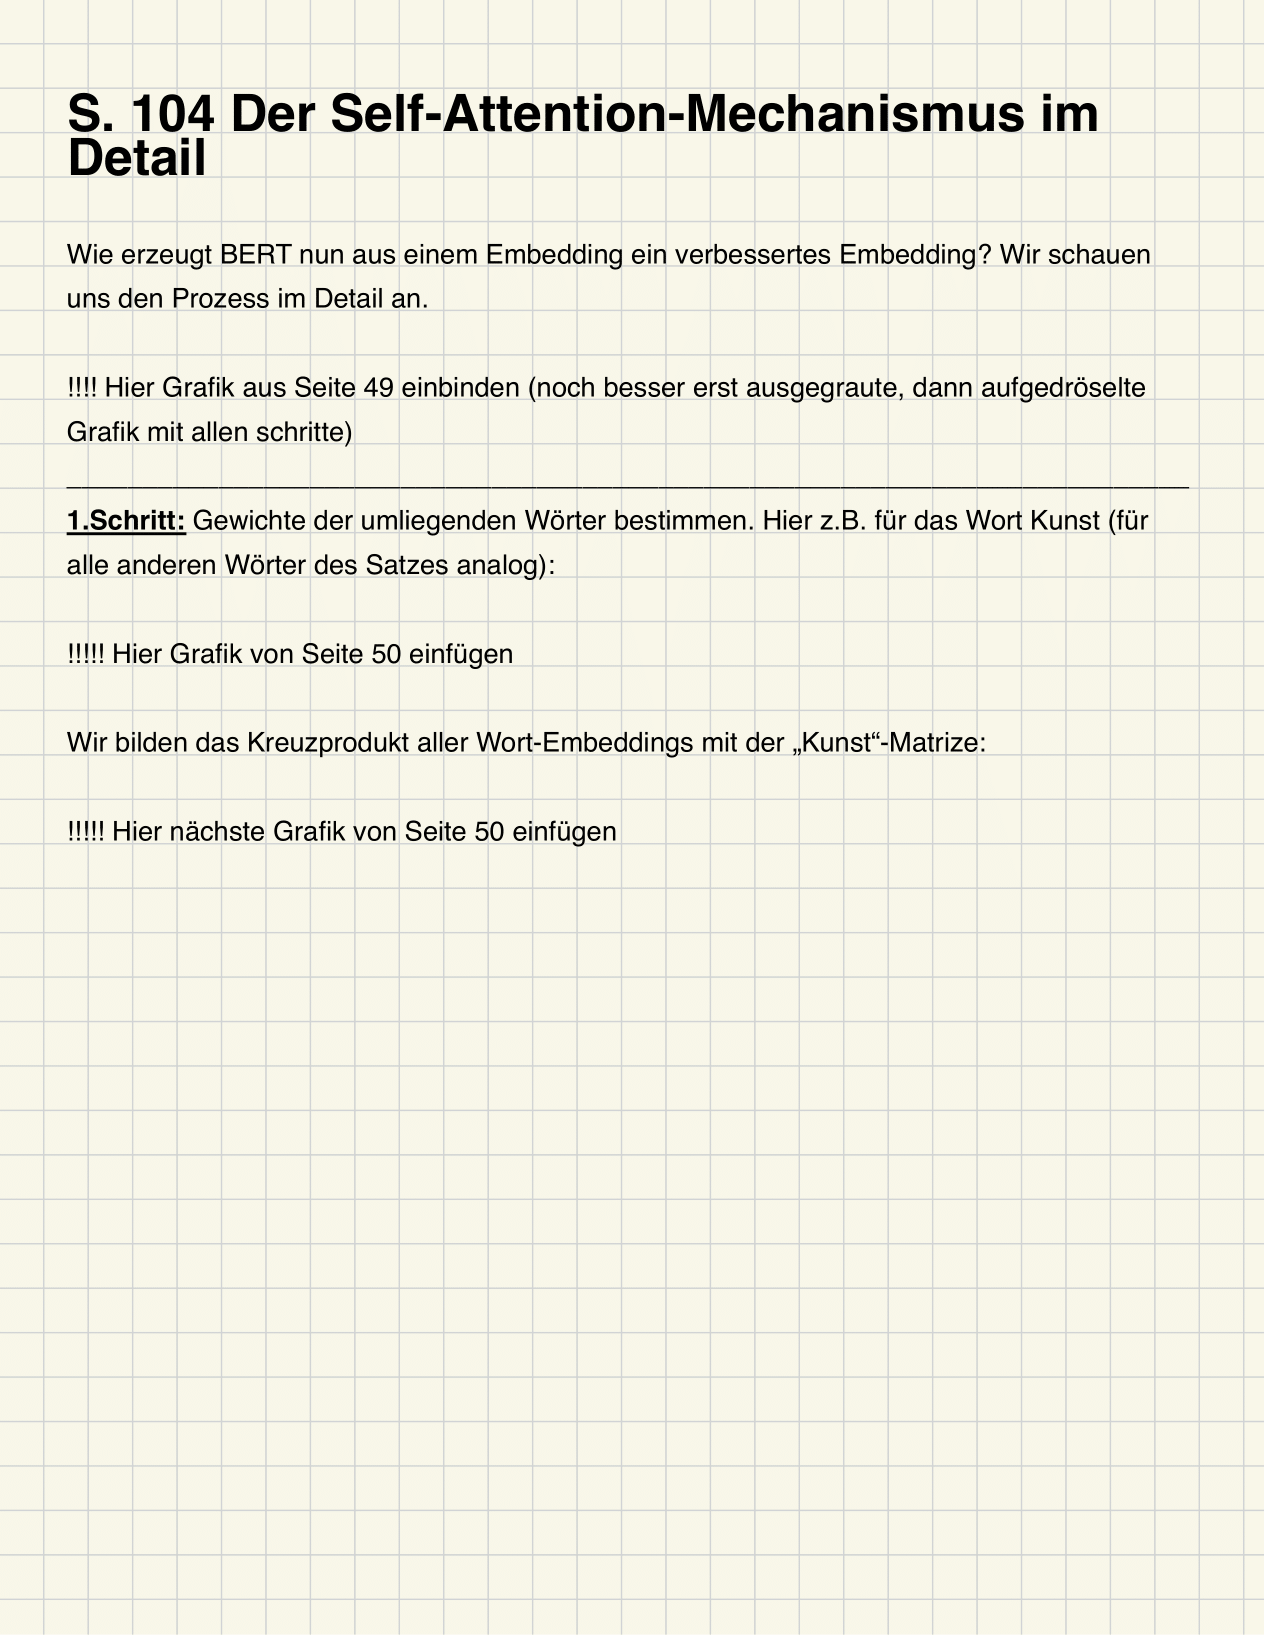 S. 104 Der Self-Attention-Mechanismus im
Detail
Wie erzeugt BERT nun aus einem Embedding ein verbessertes Embedding? Wir schauen
uns den Prozess im Detail an.
!!!! Hier Grafik aus Seite 49 einbinden (noch besser erst ausgegraute, dann aufgedröselte
Grafik mit allen schritte)
1.Schritt: Gewichte der umliegenden Wörter bestimmen. Hier z.B. für das Wort Kunst (für
alle anderen Wörter des Satzes analog):
!!!!! Hier Grafik von Seite 50 einfügen
Wir bilden das Kreuzprodukt aller Wort-Embeddings mit der „Kunst“-Matrize:
!!!!! Hier nächste Grafik von Seite 50 einfügen